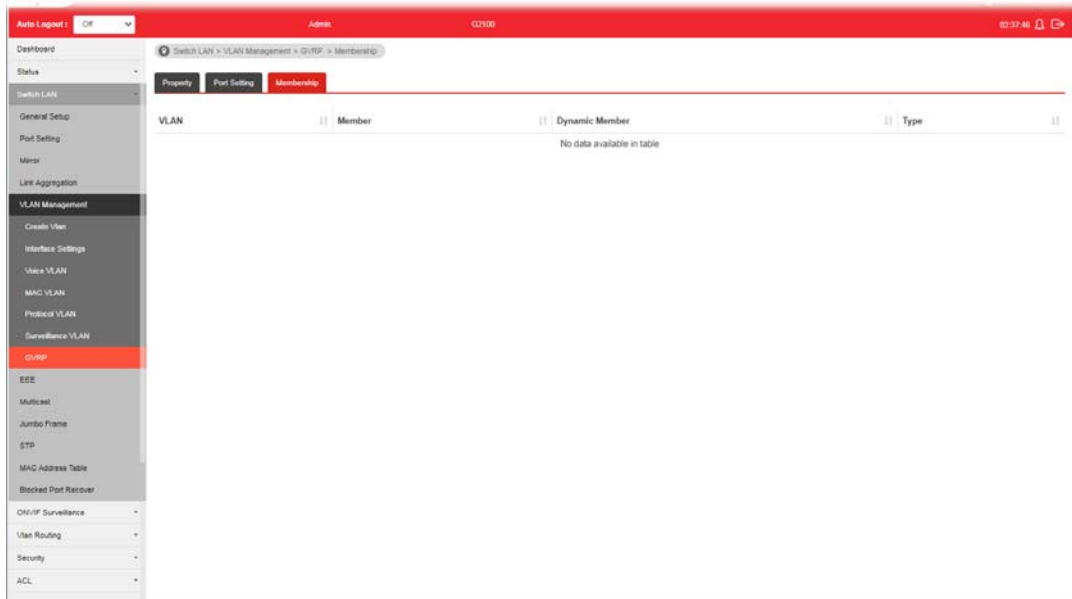 Auto Logout : Off Admin G2100 02:37:46
Dashboard
Status
Switch LAN
General Setup
Port Setting
Mirror
Link Aggregation
VLAN Management
Create Vlan
Interface Settings
Voice VLAN
MAC VLAN
Protocol VLAN
Surveillance VLAN
GVRP
EEE
Multicast
Jumbo Frame
STP
MAC Address Table
Blocked Port Recover
ONVIF Surveillance
Vlan Routing
Security
ACL
Switch LAN > VLAN Management > GVRP > Membership
Property Port Setting Membership
VLAN Member Dynamic Member Type
No data available in table